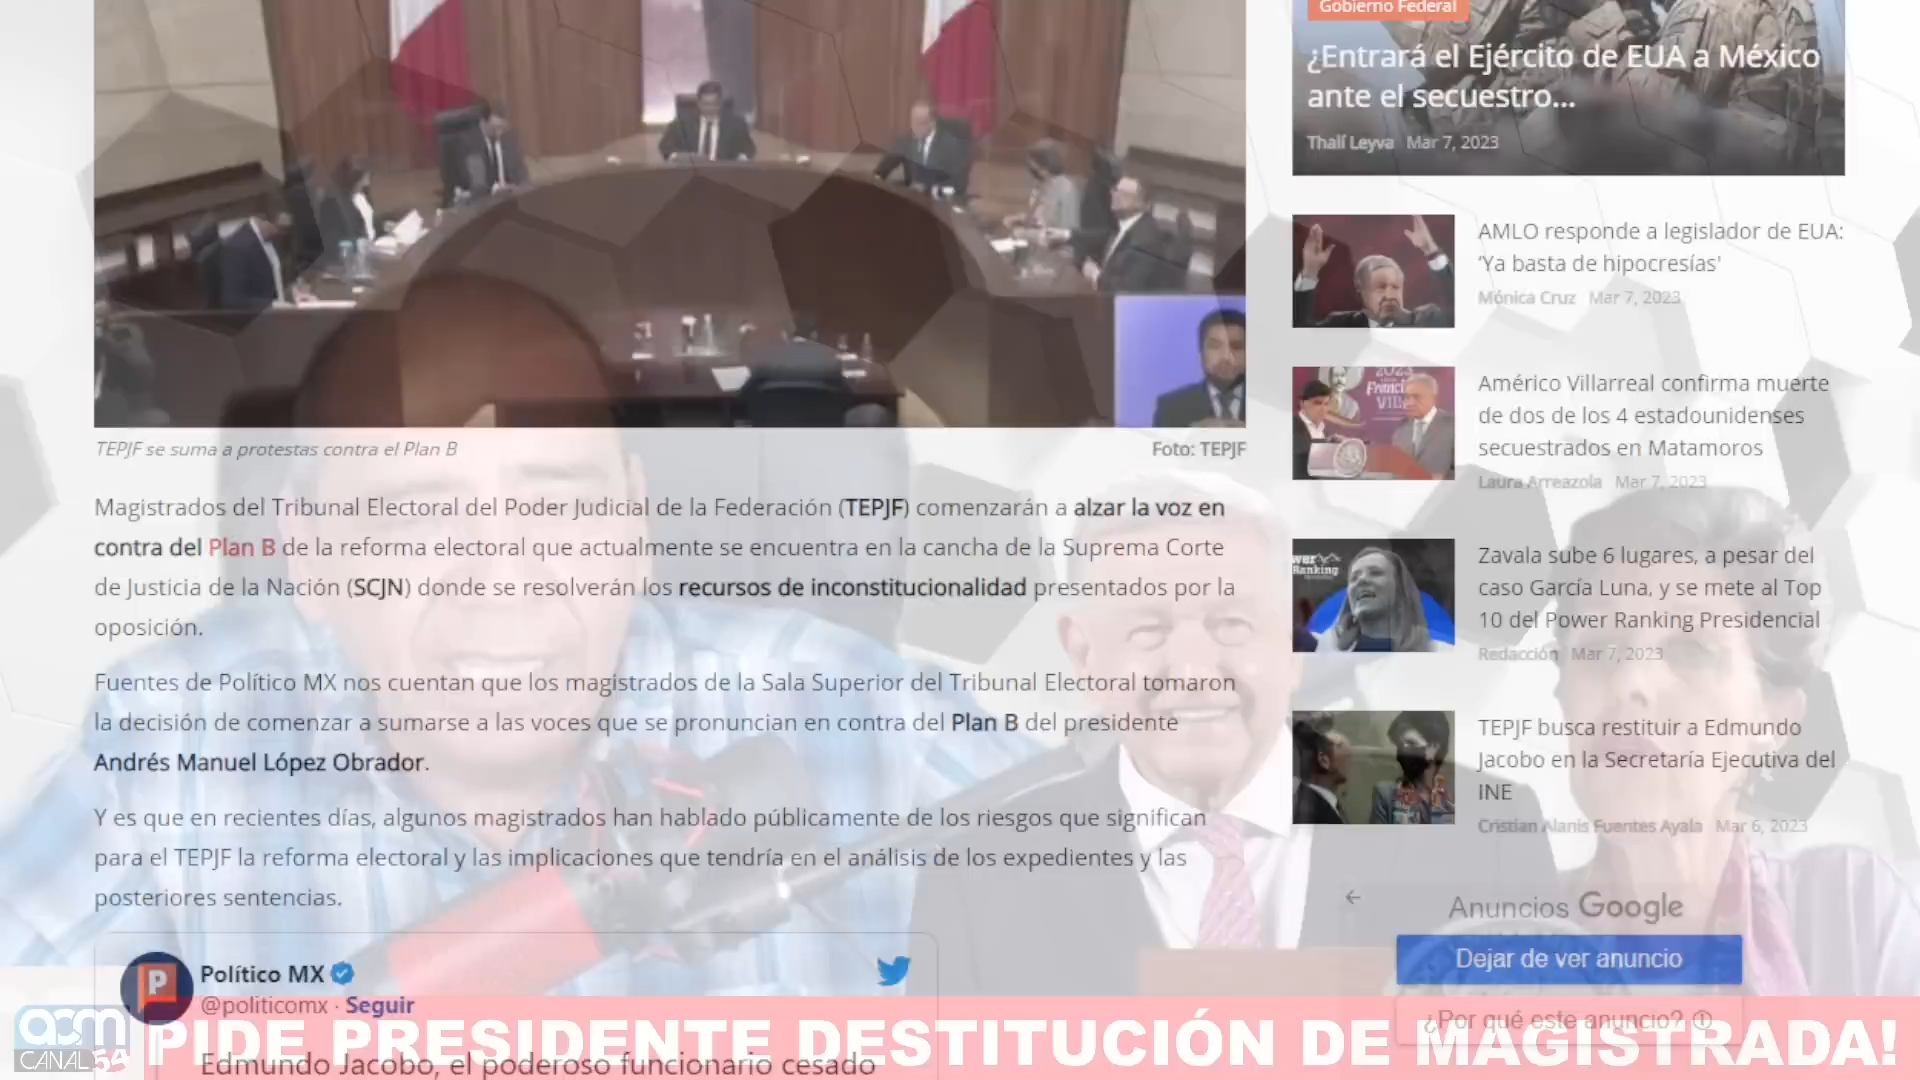 Gobierno Federal
¿Entrará el Ejército de EUA a México
ante el secuestro...
Thalí Leyva Mar 7, 2023
AMLO responde a legislador de EUA:
'Ya basta de hipocresías'
Mónica Cruz Mar 7, 2023
Américo Villarreal confirma muerte
de dos de los 4 estadounidenses
secuestrados en Matamoros
Laura Arreazola Mar 7, 2023
Zavala sube 6 lugares, a pesar del
caso García Luna, y se mete al Top
10 del Power Ranking Presidencial
Redacción Mar 7, 2023
TEPJF busca restituir a Edmundo
Jacobo en la Secretaría Ejecutiva del
INE
Cristian Alanis Fuentes Ayala Mar 6, 2023
TEPJF se suma a protestas contra el Plan B
Foto: TEPJF
Magistrados del Tribunal Electoral del Poder Judicial de la Federación (TEPJF) comenzarán a alzar la voz en
contra del Plan B de la reforma electoral que actualmente se encuentra en la cancha de la Suprema Corte
de Justicia de la Nación (SCJN) donde se resolverán los recursos de inconstitucionalidad presentados por la
oposición.
Fuentes de Político MX nos cuentan que los magistrados de la Sala Superior del Tribunal Electoral tomaron
la decisión de comenzar a sumarse a las voces que se pronuncian en contra del Plan B del presidente
Andrés Manuel López Obrador.
Y es que en recientes días, algunos magistrados han hablado públicamente de los riesgos que significan
para el TEPJF la reforma electoral y las implicaciones que tendría en el análisis de los expedientes y las
posteriores sentencias.
Anuncios Google
Dejar de ver anuncio
¿Por qué este anuncio?
Político MX
@politicomx · Seguir
Edmundo Jacobo, el poderoso funcionario cesado
acm
CANAL 54
PIDE PRESIDENTE DESTITUCIÓN DE MAGISTRADA!